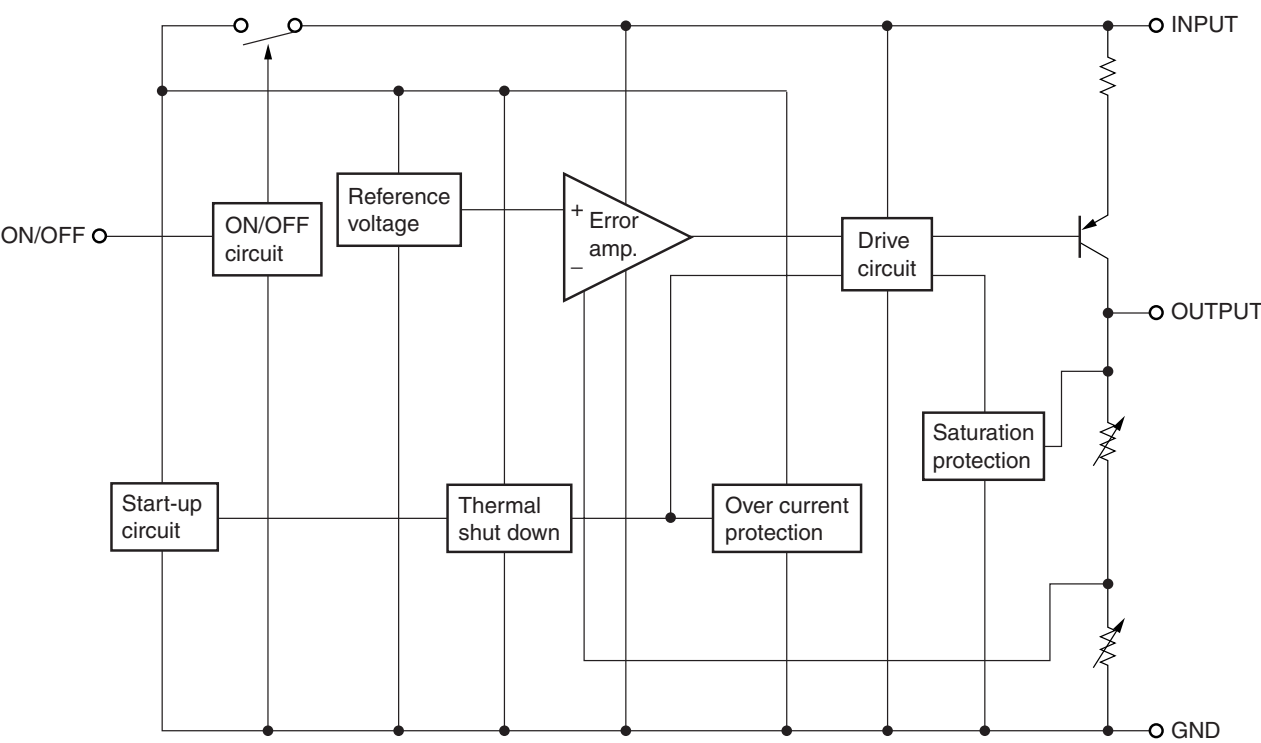 INPUT
ON/OFF
ON/OFF
circuit
Reference
voltage
+
Error
amp.
−
Drive
circuit
OUTPUT
Saturation
protection
Start-up
circuit
Thermal
shut down
Over current
protection
GND